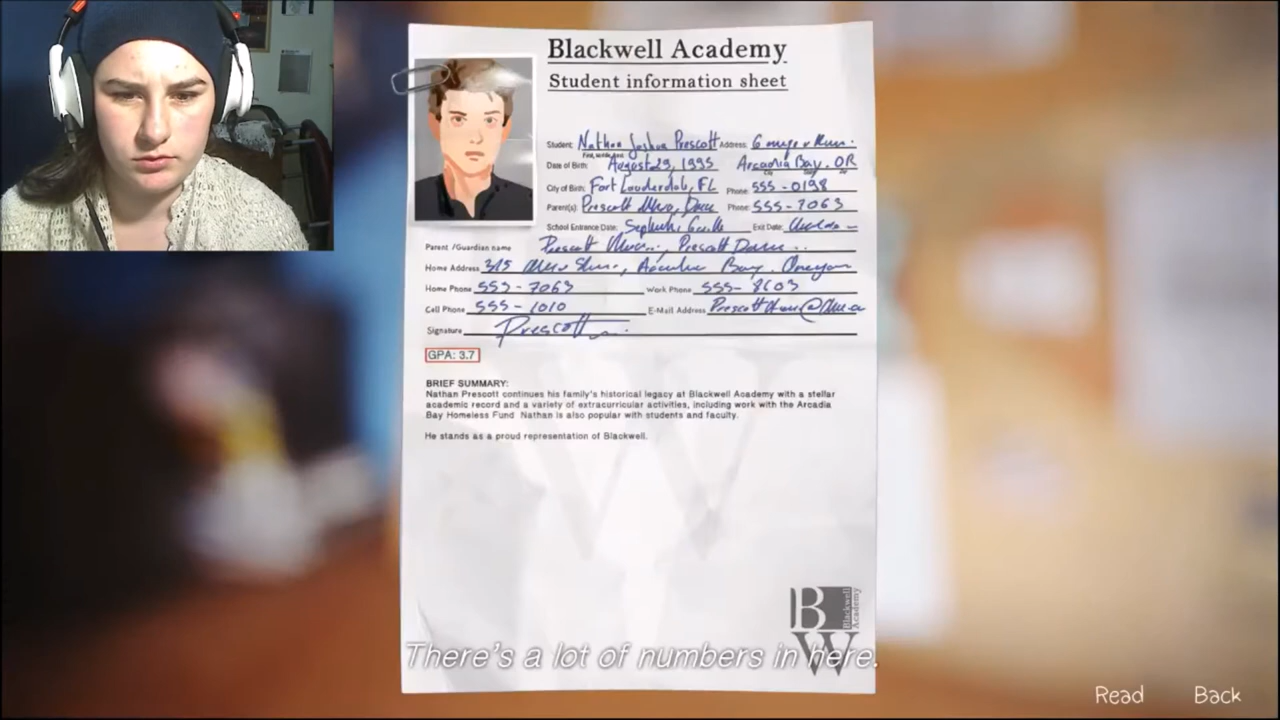 Blackwell Academy
Student information sheet
Student: Nathan Joshua Prescott Address:
Date of Birth: August 29, 1995 Arcadia Bay, OR
City of Birth: Fort Lauderdale, FL Phone: 555-0198
Parent(s): Prescott Phone: 555-7063
School Entrance Date: Exit Date:
Parent /Guardian name Prescott Prescott
Home Address 315 Bay,
Home Phone 555-7063 Work Phone 555-8603
Cell Phone 555-1010 E-Mail Address
Signature Prescott
GPA: 3.7
BRIEF SUMMARY:
Nathan Prescott continues his family's historical legacy at Blackwell Academy with a stellar
academic record and a variety of extracurricular activities, including work with the Arcadia
Bay Homeless Fund Nathan is also popular with students and faculty.
He stands as a proud representation of Blackwell.
B Blackwell Academy
W
There's a lot of numbers in here.
Read Back